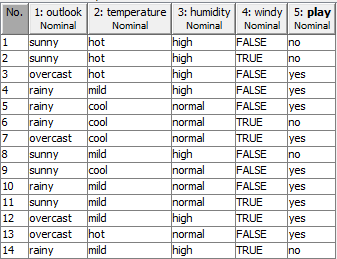 No. 1: outlook 2: temperature 3: humidity 4: windy 5: play
Nominal Nominal Nominal Nominal Nominal
1 sunny hot high FALSE no
2 sunny hot high TRUE no
3 overcast hot high FALSE yes
4 rainy mild high FALSE yes
5 rainy cool normal FALSE yes
6 rainy cool normal TRUE no
7 overcast cool normal TRUE yes
8 sunny mild high FALSE no
9 sunny cool normal FALSE yes
10 rainy mild normal FALSE yes
11 sunny mild normal TRUE yes
12 overcast mild high TRUE yes
13 overcast hot normal FALSE yes
14 rainy mild high TRUE no